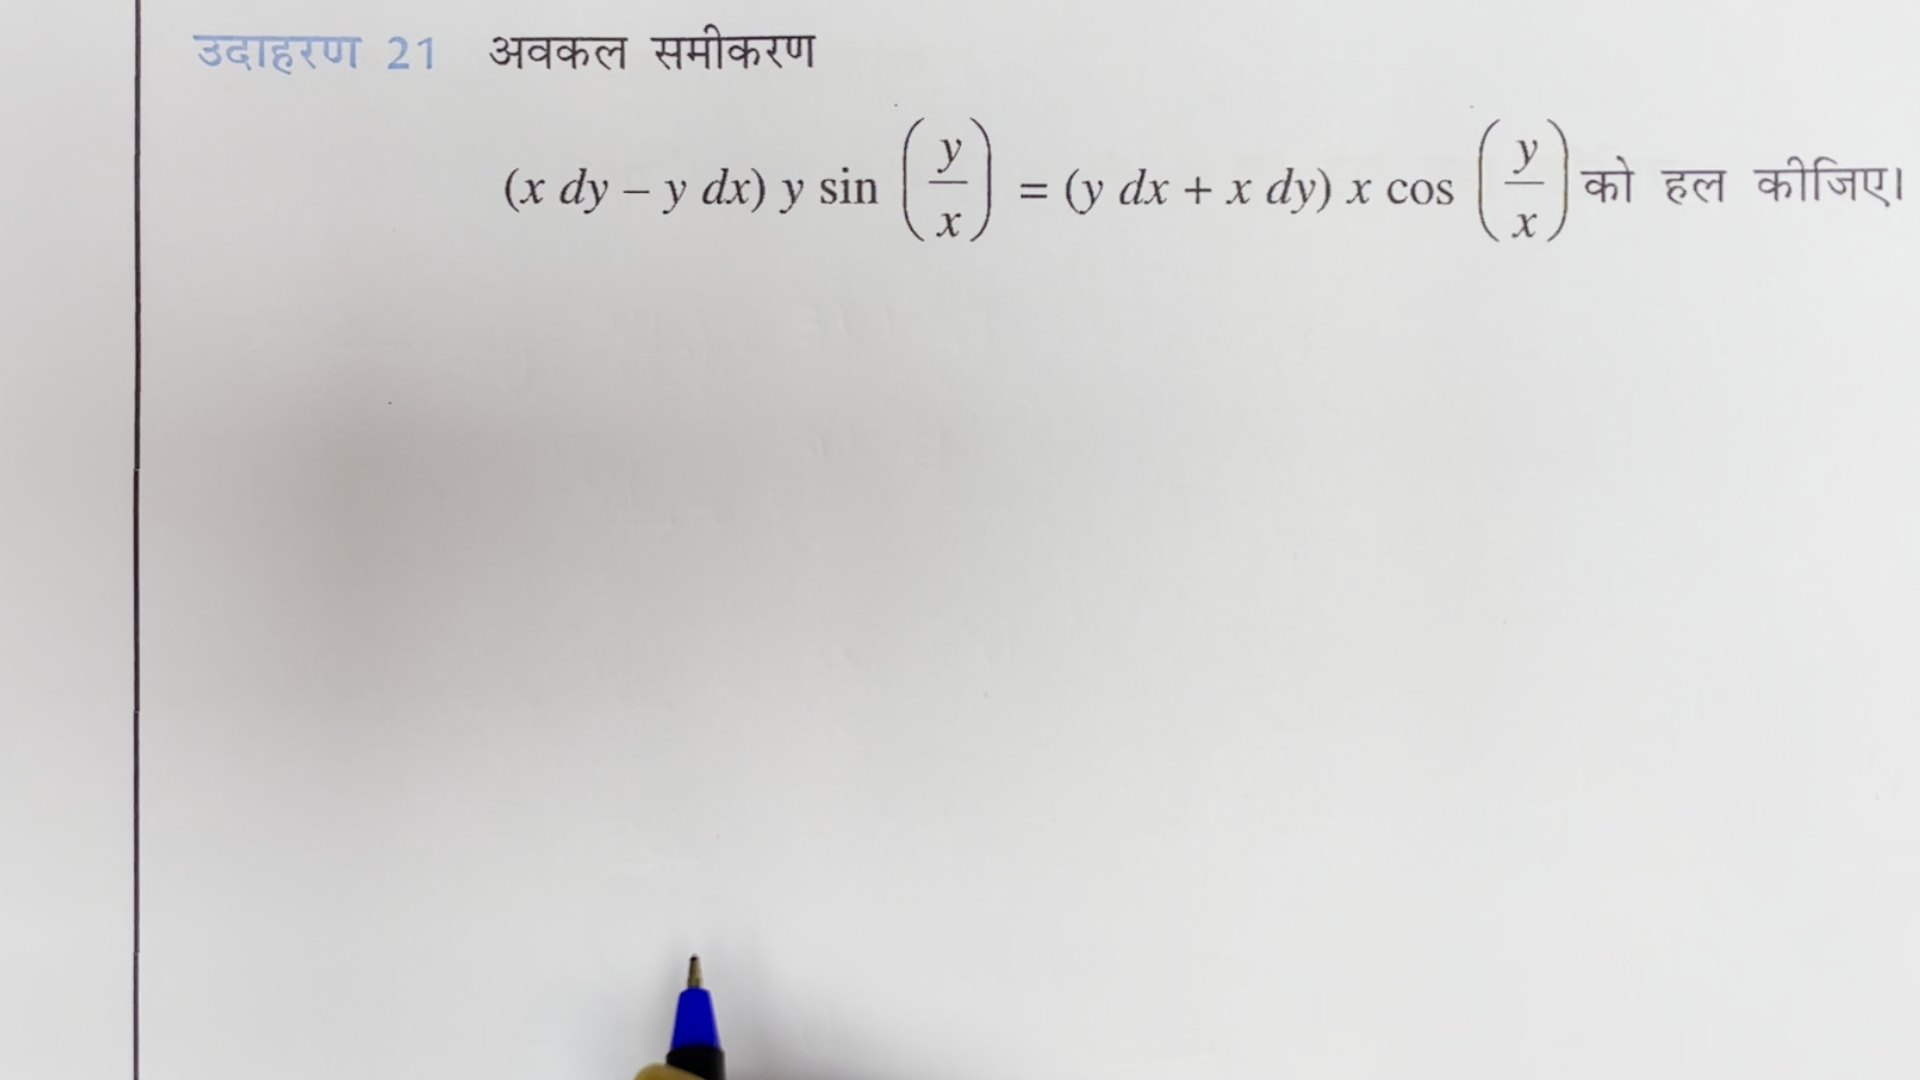 उदाहरण 21 अवकल समीकरण
(x dy – y dx) y sin (y/x) = (y dx + x dy) x cos (y/x) को हल कीजिए।